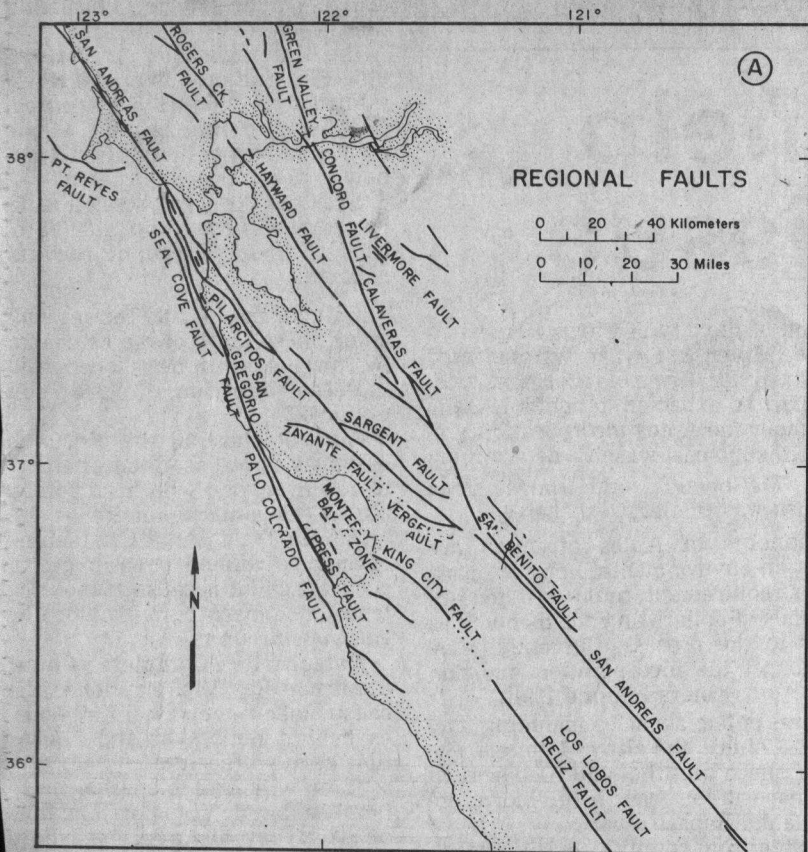 123°
122°
121°
A
38°
37°
36°
REGIONAL FAULTS
0 20 40 Kilometers
0 10 20 30 Miles
SAN ANDREAS FAULT
ROGERS CK
FAULT
GREEN VALLEY
FAULT
PT. REYES
FAULT
HAYWARD FAULT
CONCORD FAULT/CALAVERAS FAULT
LIVERMORE FAULT
SEAL COVE FAULT
PILARCITOS
FAULT
SAN
GREGORIO
FAULT
SARGENT FAULT
ZAYANTE FAULT
BAY ZONE
FAULT
PALO COLORADO FAULT
PRESS FAULT
KING CITY FAULT
BENITO FAULT
N
SAN ANDREAS FAULT
LOS LOBOS FAULT
RELIZ FAULT